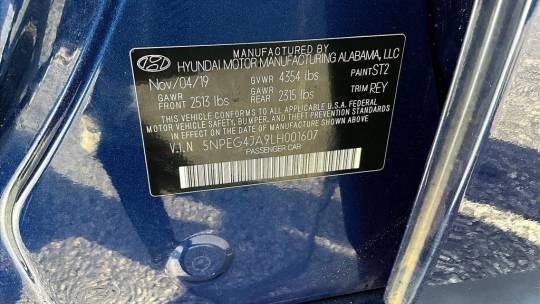 MANUFACTURED BY
HYUNDAI MOTOR MANUFACTURING ALABAMA, LLC
Nov/04/19 GVWR 4354 lbs PAINT ST2
GAWR FRONT 2513 lbs GAWR REAR 2315 lbs TRIM REY
THIS VEHICLE CONFORMS TO ALL APPLICABLE U.S.A. FEDERAL
MOTOR VEHICLE SAFETY, BUMPER, AND THEFT PREVENTION STANDARDS
IN EFFECT ON THE DATE OF MANUFACTURE SHOWN ABOVE.
V.I.N 5NPEG47A9LH001607
PASSENGER CAR